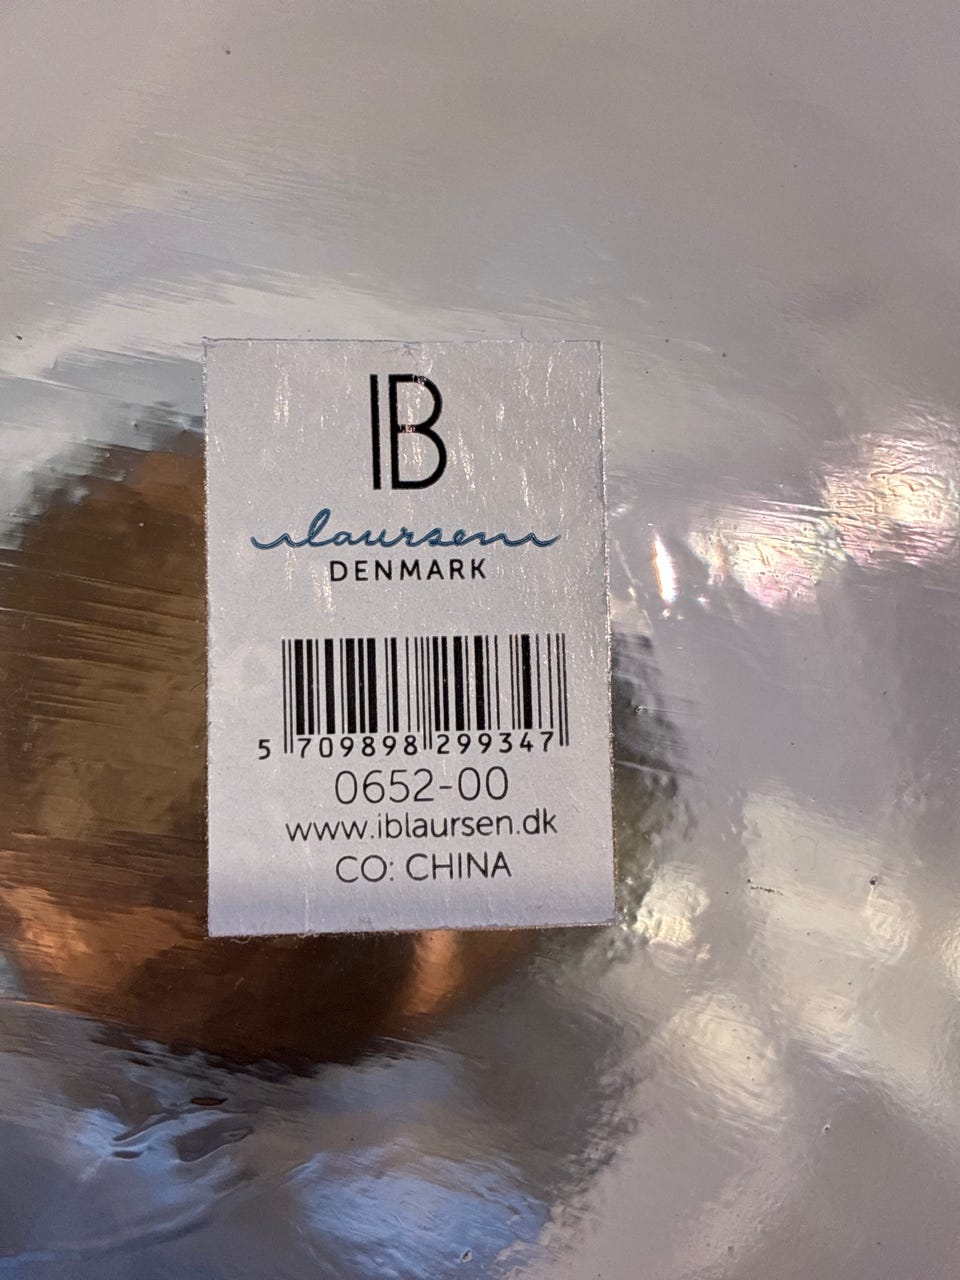 IB
laursen
DENMARK
5 709898 299347
0652-00
www.iblaursen.dk
CO: CHINA